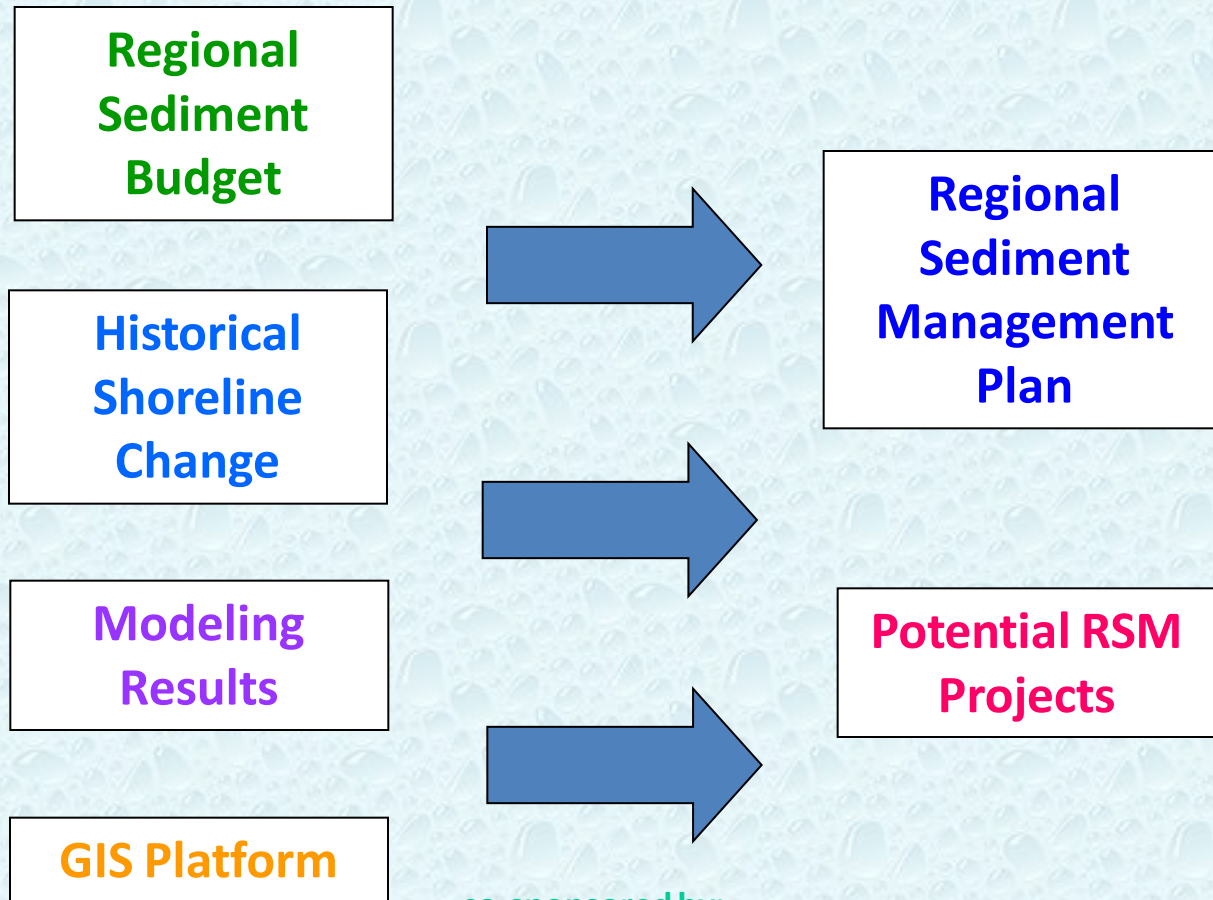 Regional
Sediment
Budget
Historical
Shoreline
Change
Modeling
Results
GIS Platform
Regional
Sediment
Management
Plan
Potential RSM
Projects